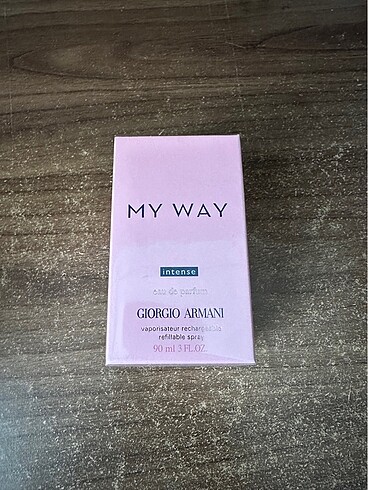 MY WAY
intense
eau de parfum
GIORGIO ARMANI
vaporisateur rechargeable
refillable spray
90 ml 3 FL.OZ.